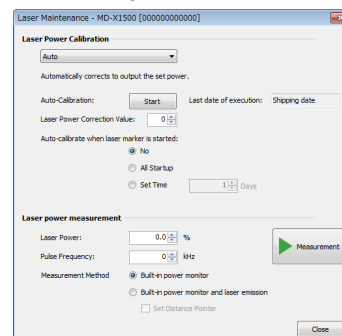 Laser Maintenance - MD-X1500 [000000000000]
Laser Power Calibration
Auto
Automatically corrects to output the set power.
Auto-Calibration: Start Last date of execution: Shipping date
Laser Power Correction Value: 0
Auto-calibrate when laser marker is started:
No
All Startup
Set Time 1 Days
Laser power measurement
Laser Power: 0.0 % Measurement
Pulse Frequency: 0 kHz
Measurement Method Built-in power monitor
Built-in power monitor and laser emission
Set Distance Pointer
Close